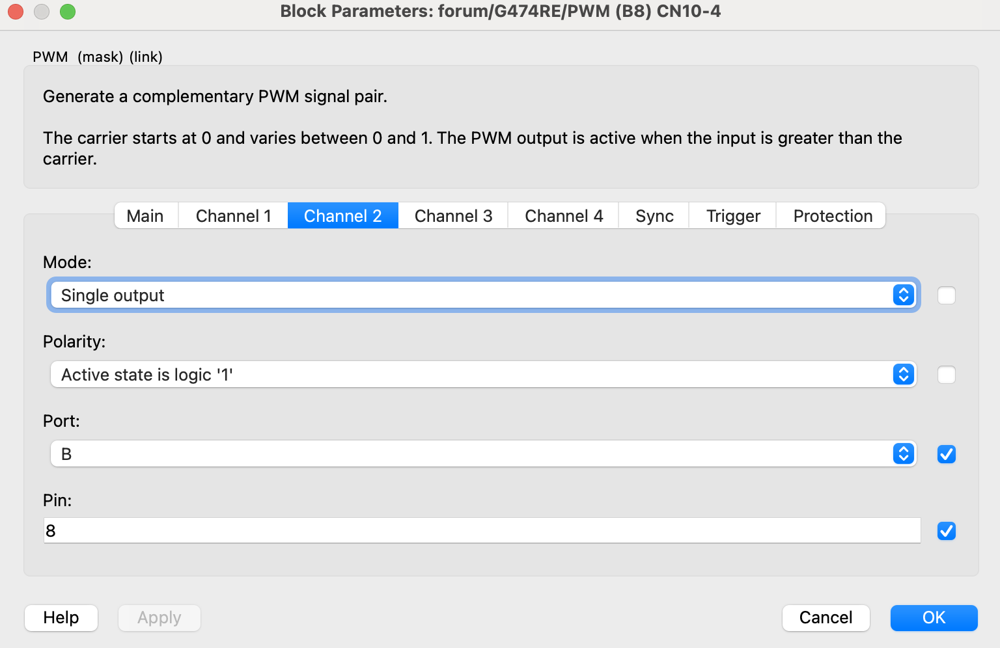 Block Parameters: forum/G474RE/PWM (B8) CN10-4
PWM (mask) (link)
Generate a complementary PWM signal pair.
The carrier starts at 0 and varies between 0 and 1. The PWM output is active when the input is greater than the
carrier.
Main Channel 1 Channel 2 Channel 3 Channel 4 Sync Trigger Protection
Mode:
Single output
Polarity:
Active state is logic '1'
Port:
B
Pin:
8
Help Apply Cancel OK